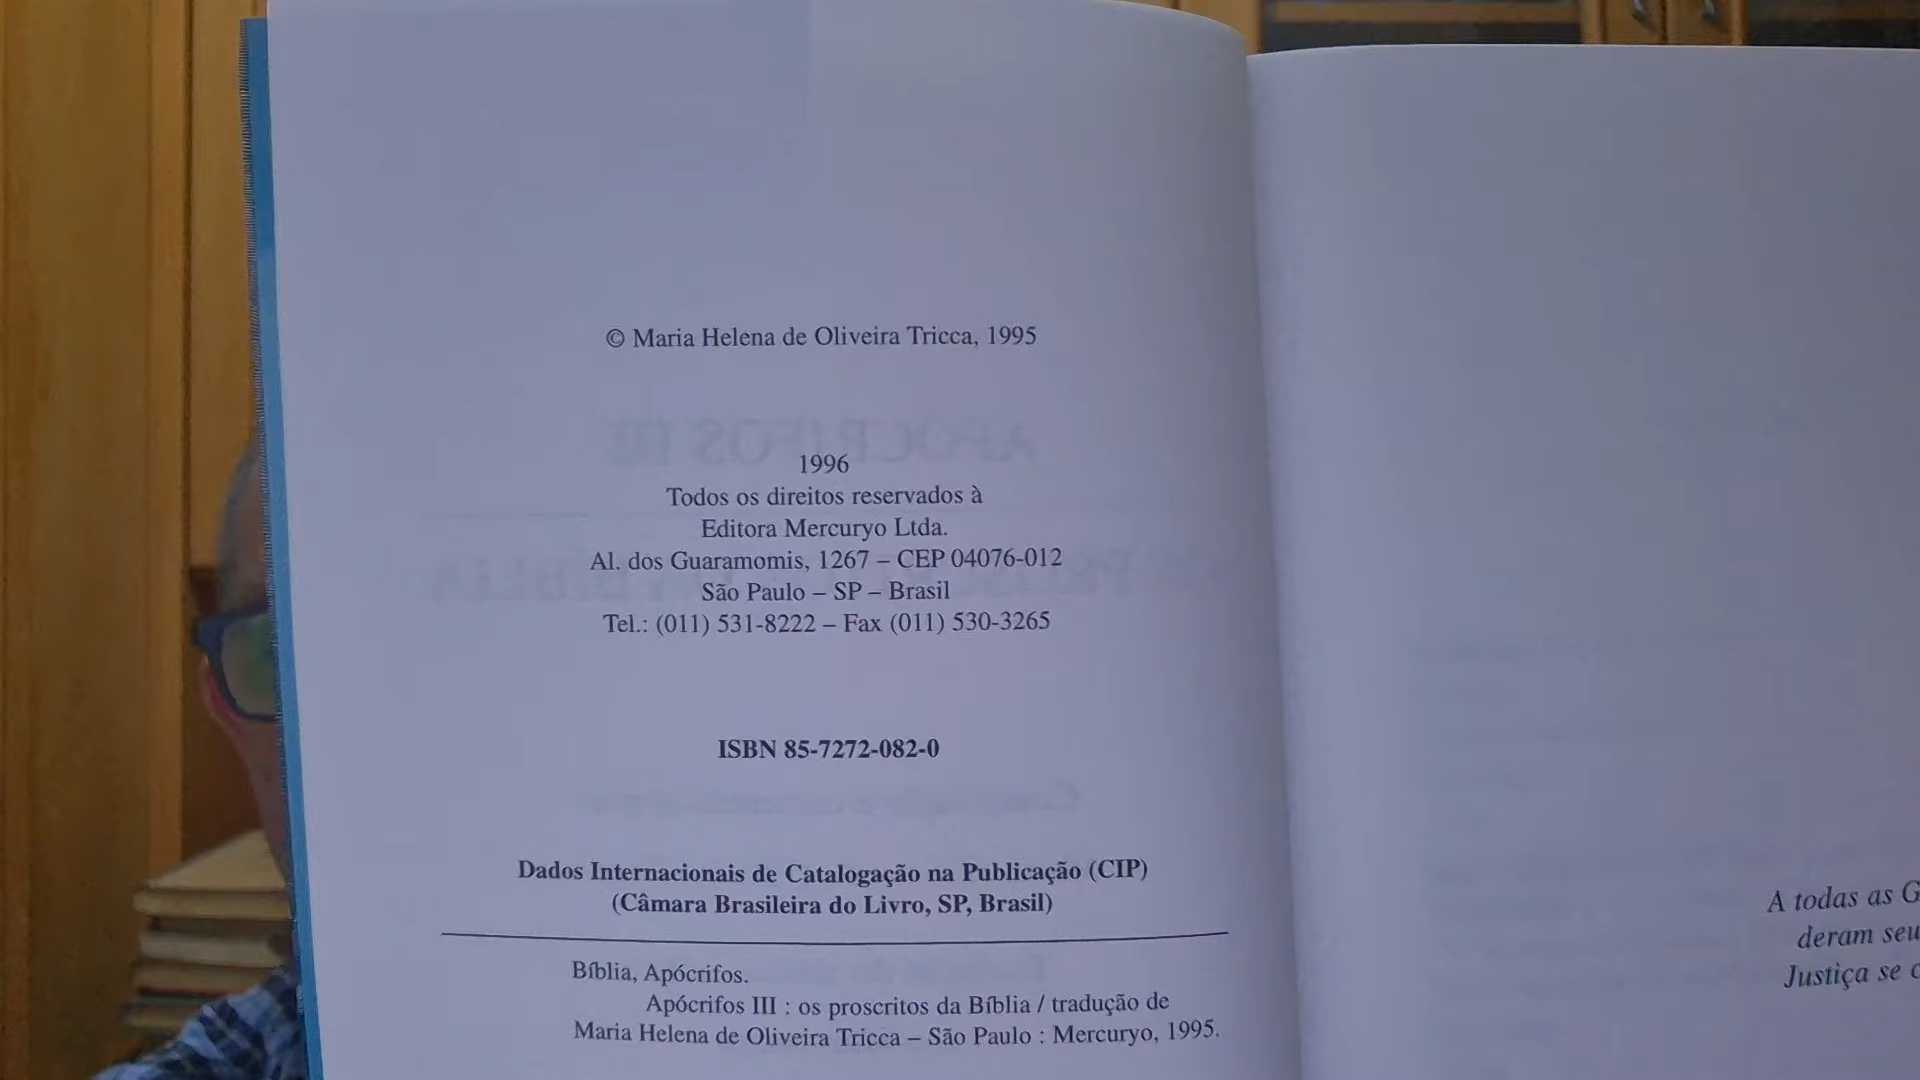 © Maria Helena de Oliveira Tricca, 1995
1996
Todos os direitos reservados à
Editora Mercuryo Ltda.
Al. dos Guaramomis, 1267 – CEP 04076-012
São Paulo – SP – Brasil
Tel.: (011) 531-8222 – Fax (011) 530-3265
ISBN 85-7272-082-0
Dados Internacionais de Catalogação na Publicação (CIP)
(Câmara Brasileira do Livro, SP, Brasil)
Bíblia, Apócrifos.
Apócrifos III : os proscritos da Bíblia / tradução de
Maria Helena de Oliveira Tricca – São Paulo : Mercuryo, 1995.
A todas as G
deram seu
Justiça se